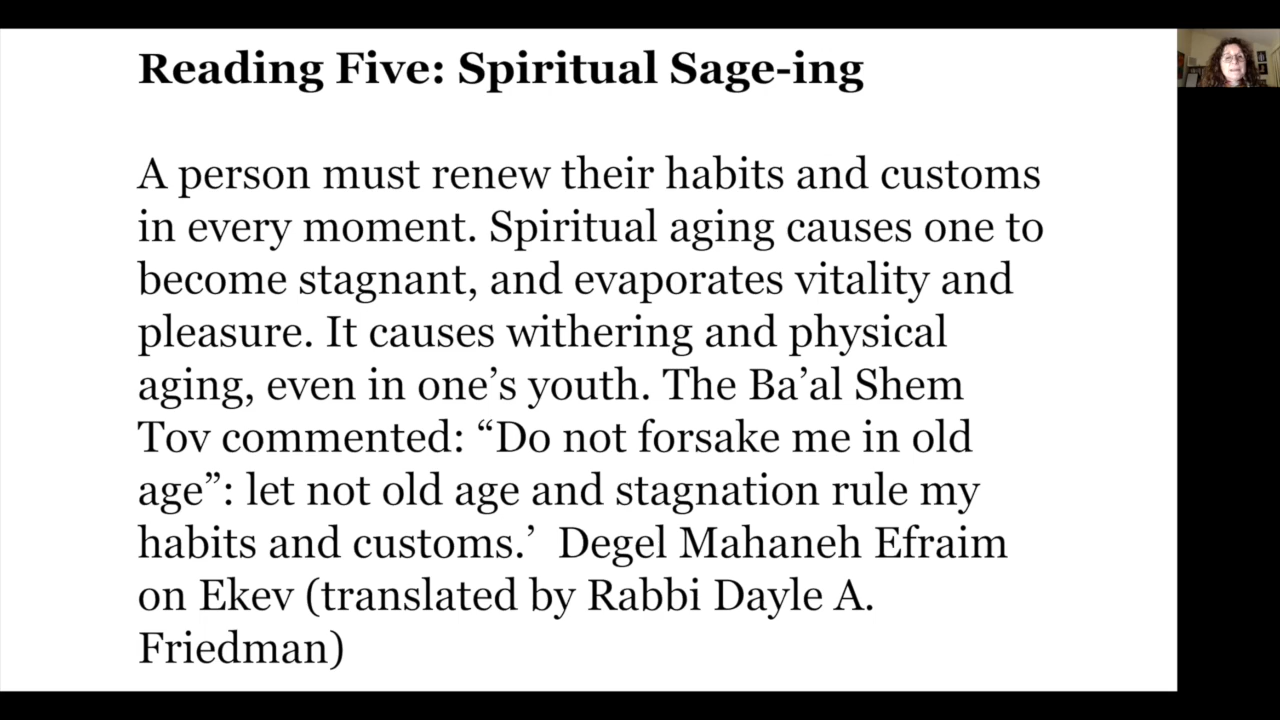 Reading Five: Spiritual Sage-ing
A person must renew their habits and customs
in every moment. Spiritual aging causes one to
become stagnant, and evaporates vitality and
pleasure. It causes withering and physical
aging, even in one’s youth. The Ba’al Shem
Tov commented: “Do not forsake me in old
age”: let not old age and stagnation rule my
habits and customs.’  Degel Mahaneh Efraim
on Ekev (translated by Rabbi Dayle A.
Friedman)